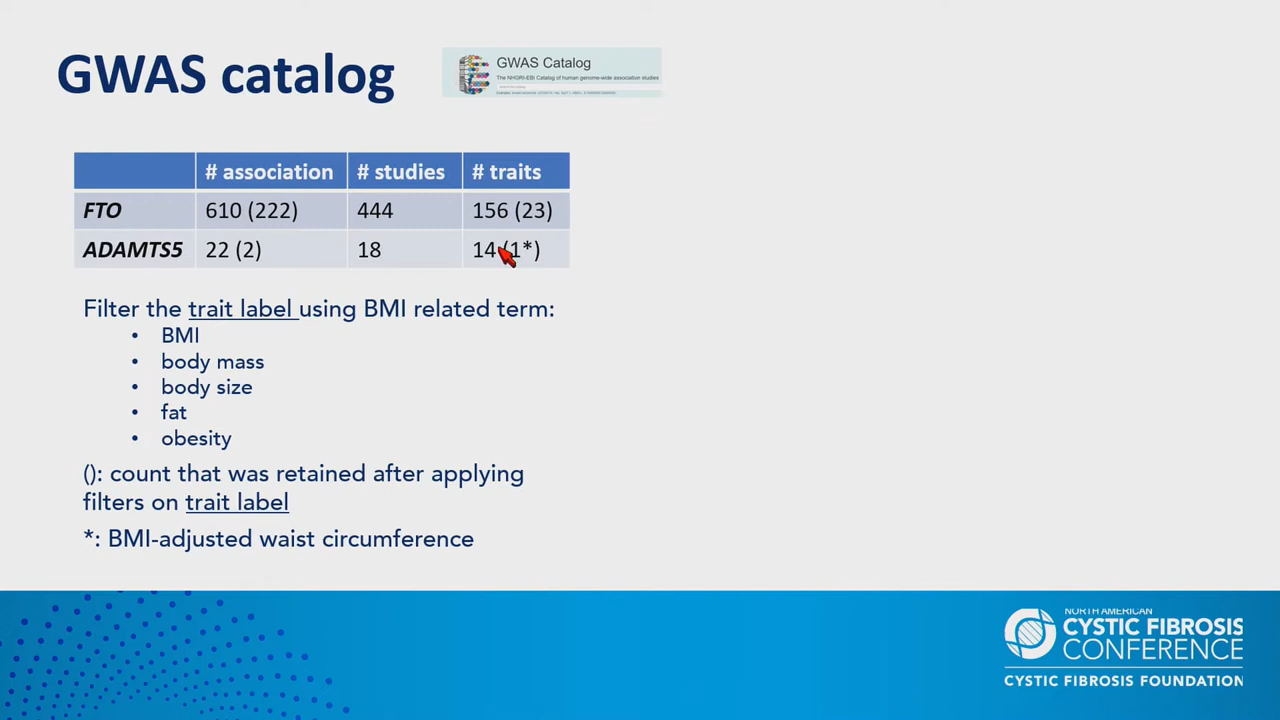 GWAS catalog
GWAS Catalog
The NHGRI-EBI Catalog of human genome-wide association studies
# association # studies # traits
FTO 610 (222) 444 156 (23)
ADAMTS5 22 (2) 18 14 (1*)
Filter the trait label using BMI related term:
• BMI
• body mass
• body size
• fat
• obesity
(): count that was retained after applying
filters on trait label
*: BMI-adjusted waist circumference
NORTH AMERICAN
CYSTIC FIBROSIS
CONFERENCE
CYSTIC FIBROSIS FOUNDATION